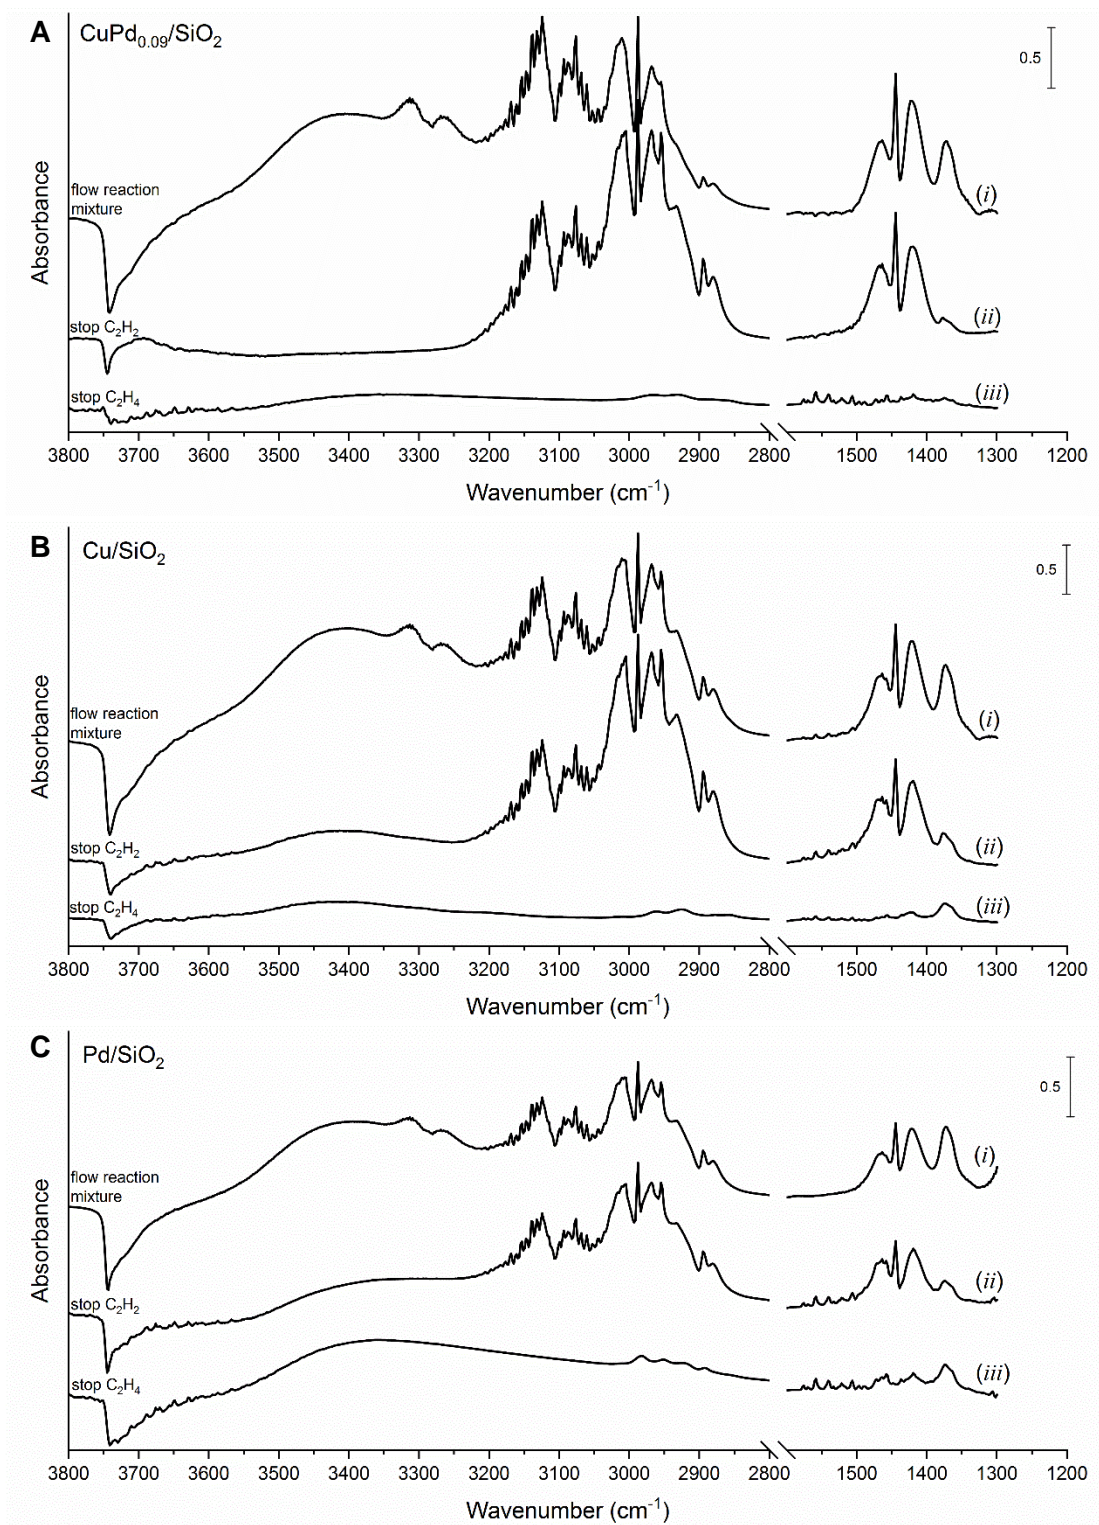 A
CuPd0.09/SiO2
0.5
flow reaction
mixture
(i)
stop C2H2
(ii)
stop C2H4
(iii)
Absorbance
3800 3700 3600 3500 3400 3300 3200 3100 3000 2900 2800 1500 1400 1300 1200
Wavenumber (cm-1)
B
Cu/SiO2
0.5
flow reaction
mixture
(i)
stop C2H2
(ii)
stop C2H4
(iii)
Absorbance
3800 3700 3600 3500 3400 3300 3200 3100 3000 2900 2800 1500 1400 1300 1200
Wavenumber (cm-1)
C
Pd/SiO2
0.5
flow reaction
mixture
(i)
stop C2H2
(ii)
stop C2H4
(iii)
Absorbance
3800 3700 3600 3500 3400 3300 3200 3100 3000 2900 2800 1500 1400 1300 1200
Wavenumber (cm-1)